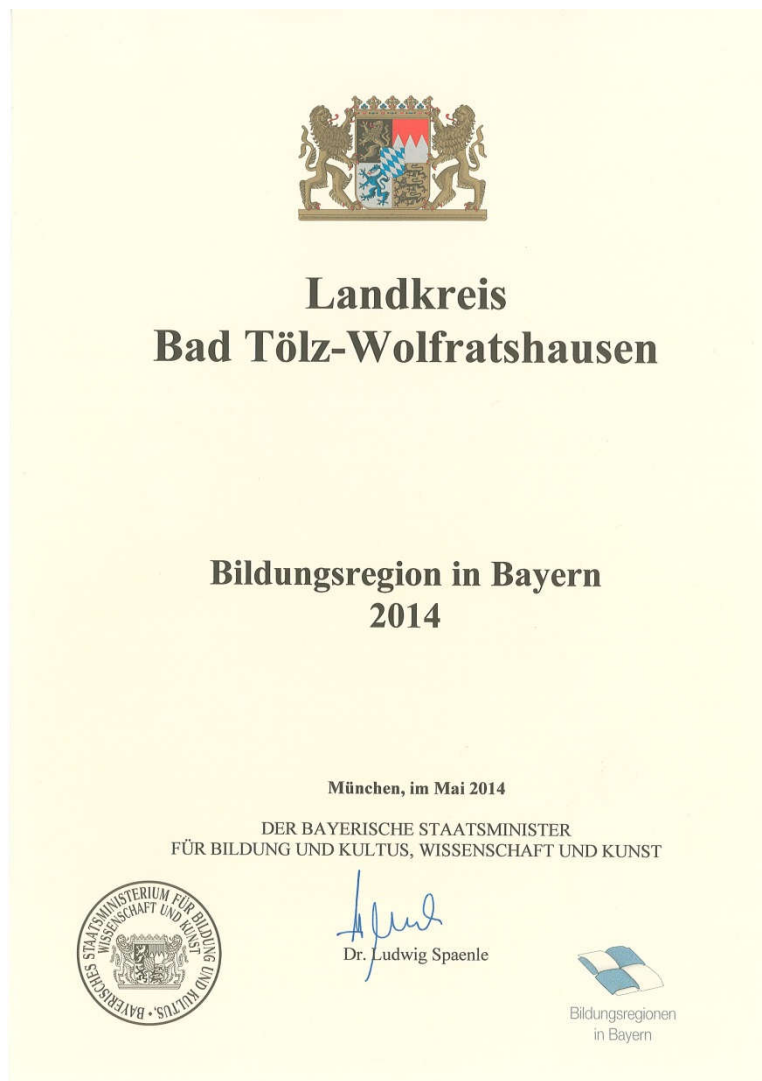 Landkreis
Bad Tölz-Wolfratshausen
Bildungsregion in Bayern
2014
München, im Mai 2014
DER BAYERISCHE STAATSMINISTER
FÜR BILDUNG UND KULTUS, WISSENSCHAFT UND KUNST
Dr. Ludwig Spaenle
BAYERISCHES STAATSMINISTERIUM FÜR BILDUNG UND KULTUS,
WISSENSCHAFT UND KUNST
Bildungsregionen
in Bayern